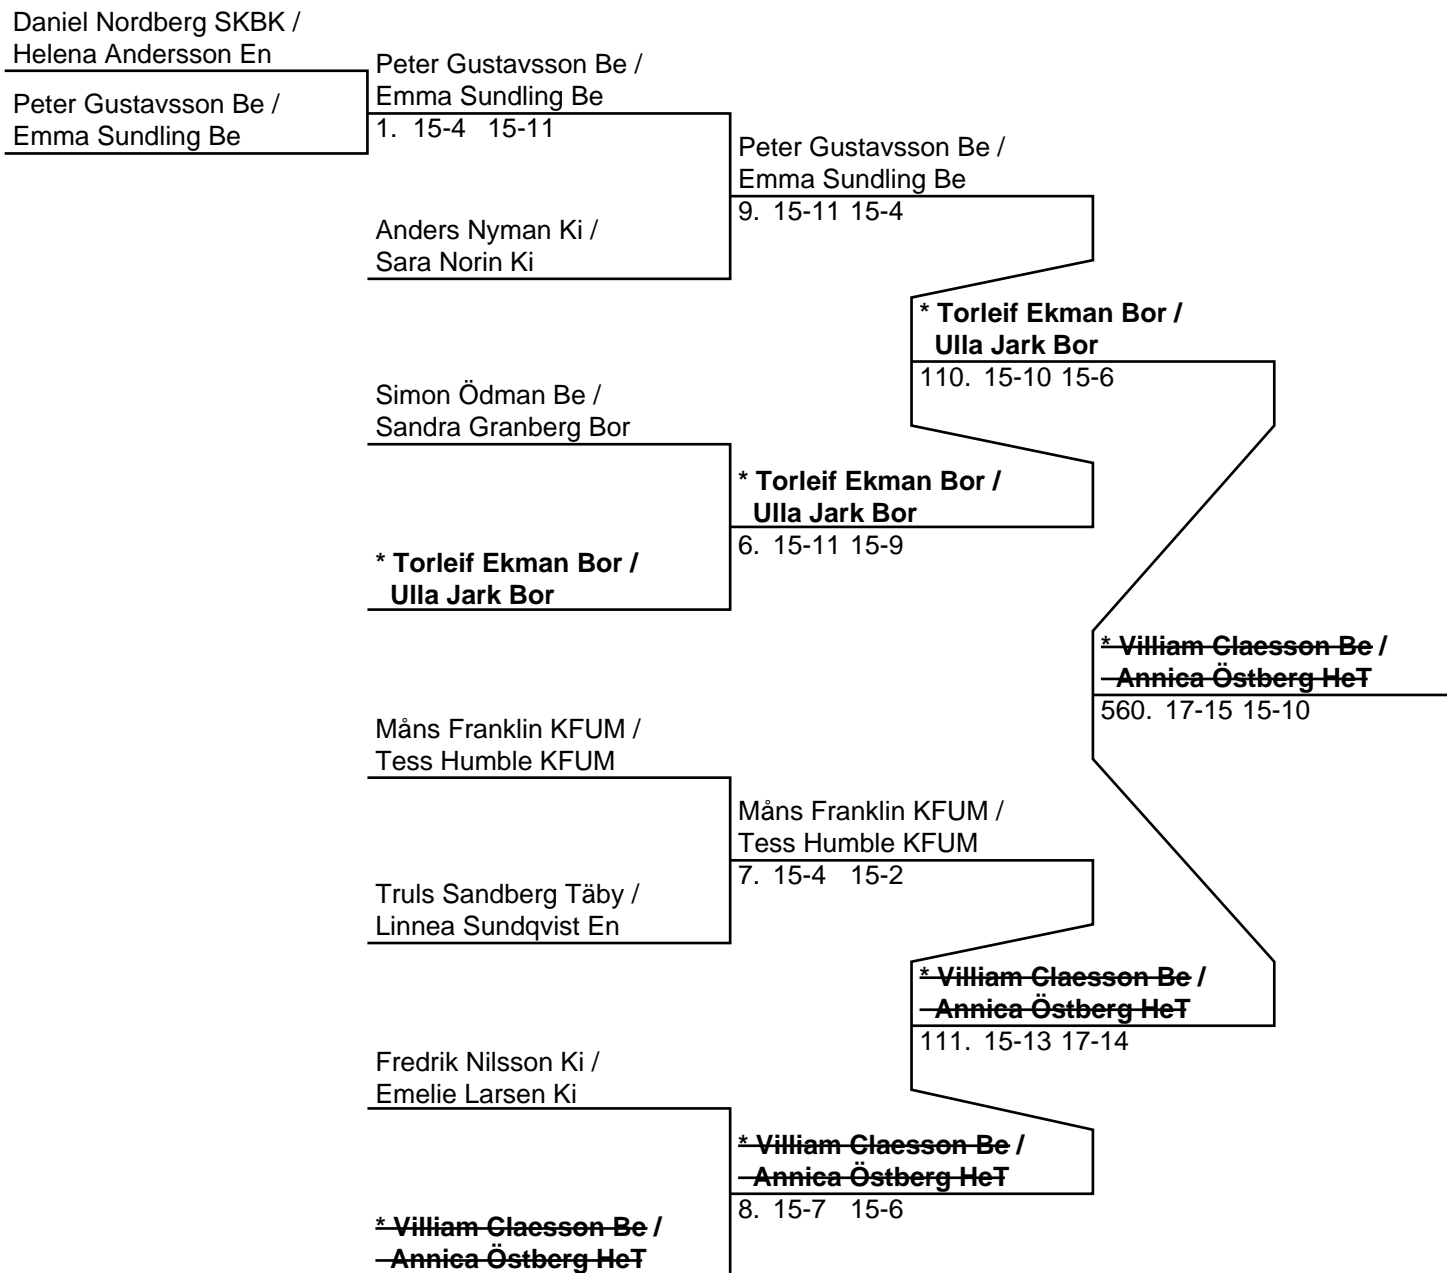 Daniel Nordberg SKBK /
Helena Andersson En
Peter Gustavsson Be /
Emma Sundling Be
Peter Gustavsson Be /
Emma Sundling Be
1. 15-4 15-11
Anders Nyman Ki /
Sara Norin Ki
Peter Gustavsson Be /
Emma Sundling Be
9. 15-11 15-4
Simon Ödman Be /
Sandra Granberg Bor
* Torleif Ekman Bor /
Ulla Jark Bor
* Torleif Ekman Bor /
Ulla Jark Bor
6. 15-11 15-9
* Torleif Ekman Bor /
Ulla Jark Bor
110. 15-10 15-6
Måns Franklin KFUM /
Tess Humble KFUM
Truls Sandberg Täby /
Linnea Sundqvist En
Måns Franklin KFUM /
Tess Humble KFUM
7. 15-4 15-2
Fredrik Nilsson Ki /
Emelie Larsen Ki
* Villiam Claesson Be /
Annica Östberg HeT
* Villiam Claesson Be /
Annica Östberg HeT
8. 15-7 15-6
* Villiam Claesson Be /
Annica Östberg HeT
111. 15-13 17-14
* Villiam Claesson Be /
Annica Östberg HeT
560. 17-15 15-10